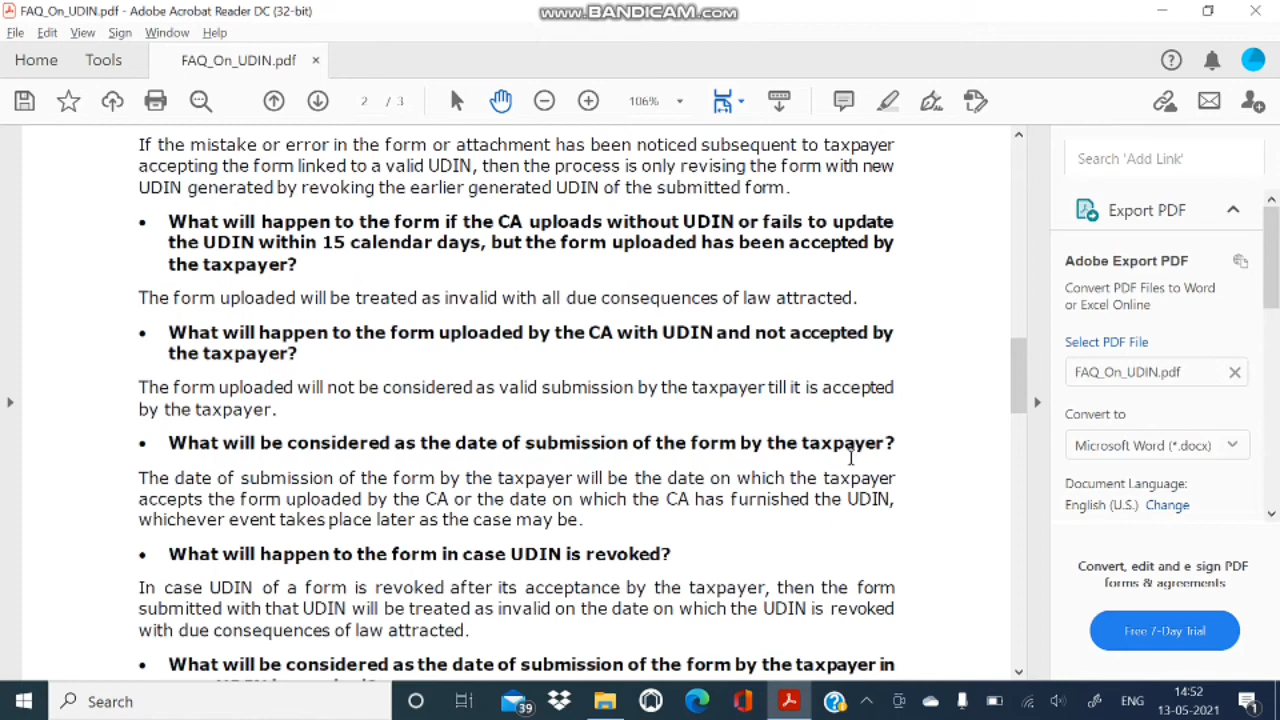 FAQ_On_UDIN.pdf - Adobe Acrobat Reader DC (32-bit)
www.BANDICAM.com
File Edit View Sign Window Help
Home Tools FAQ_On_UDIN.pdf ×
2 / 3 106%
If the mistake or error in the form or attachment has been noticed subsequent to taxpayer
accepting the form linked to a valid UDIN, then the process is only revising the form with new
UDIN generated by revoking the earlier generated UDIN of the submitted form.
• What will happen to the form if the CA uploads without UDIN or fails to update
the UDIN within 15 calendar days, but the form uploaded has been accepted by
the taxpayer?
The form uploaded will be treated as invalid with all due consequences of law attracted.
• What will happen to the form uploaded by the CA with UDIN and not accepted by
the taxpayer?
The form uploaded will not be considered as valid submission by the taxpayer till it is accepted
by the taxpayer.
• What will be considered as the date of submission of the form by the taxpayer?
The date of submission of the form by the taxpayer will be the date on which the taxpayer
accepts the form uploaded by the CA or the date on which the CA has furnished the UDIN,
whichever event takes place later as the case may be.
• What will happen to the form in case UDIN is revoked?
In case UDIN of a form is revoked after its acceptance by the taxpayer, then the form
submitted with that UDIN will be treated as invalid on the date on which the UDIN is revoked
with due consequences of law attracted.
• What will be considered as the date of submission of the form by the taxpayer in
Search 'Add Link'
Export PDF
Adobe Export PDF
Convert PDF Files to Word
or Excel Online
Select PDF File
FAQ_On_UDIN.pdf
Convert to
Microsoft Word (*.docx)
Document Language:
English (U.S.) Change
Convert, edit and e sign PDF
forms & agreements
Free 7-Day Trial
Search
39
ENG
14:52
13-05-2021
1